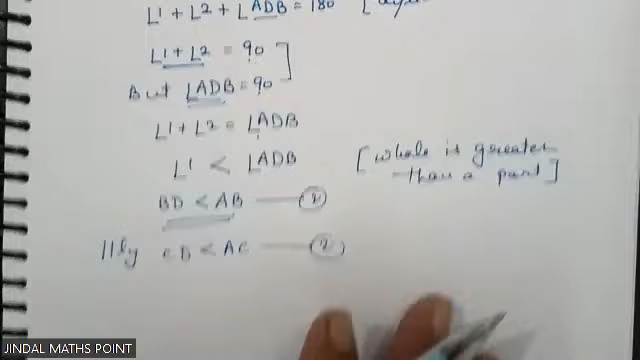 ∠1 + ∠2 + ∠ADB = 180 [
∠1 + ∠2 = 90
But ∠ADB = 90
∠1 + ∠2 = ∠ADB
∠1 < ∠ADB [whole is greater than a part]
BD < AB —— (2)
||ly CD < AC —— (2)
JINDAL MATHS POINT